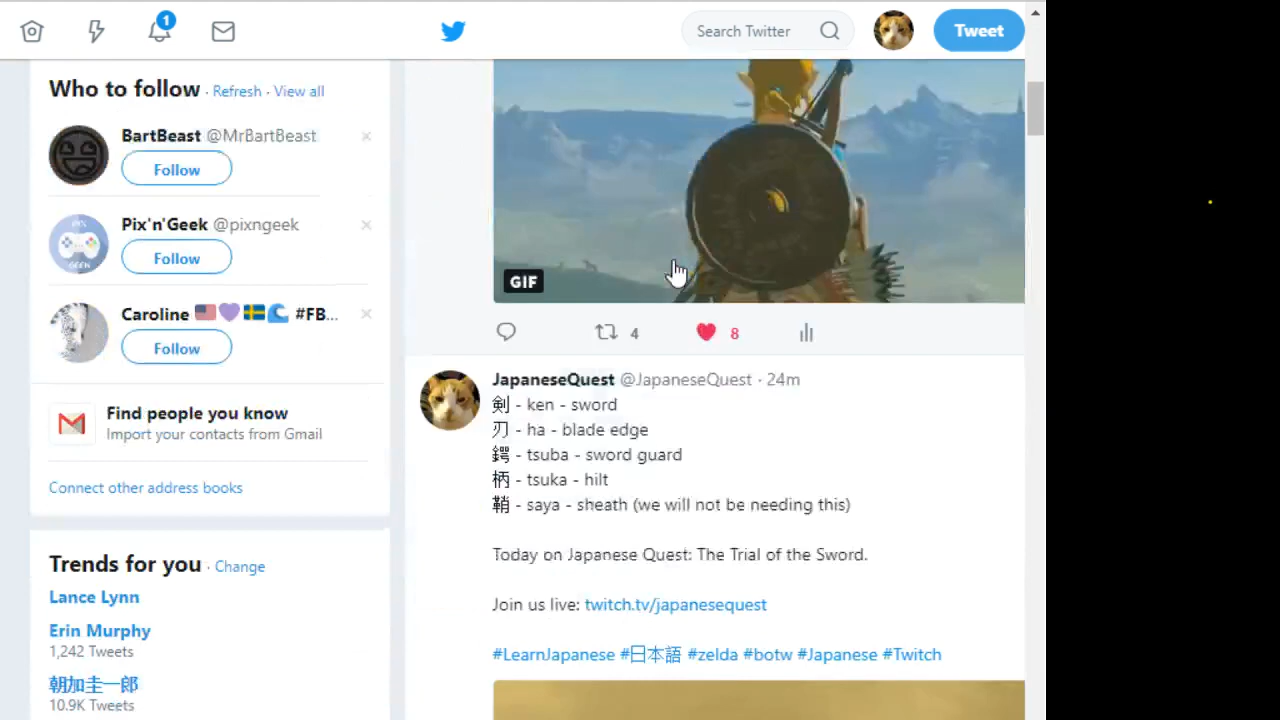 1
Search Twitter
Tweet
Who to follow · Refresh · View all
BartBeast @MrBartBeast
Follow
Pix'n'Geek @pixngeek
Follow
Caroline 🇺🇸💜🇸🇪🌊 #FB...
Follow
Find people you know
Import your contacts from Gmail
Connect other address books
Trends for you · Change
Lance Lynn
Erin Murphy
1,242 Tweets
朝加圭一郎
10.9K Tweets
GIF
4
8
JapaneseQuest @JapaneseQuest · 24m
剣 - ken - sword
刃 - ha - blade edge
鍔 - tsuba - sword guard
柄 - tsuka - hilt
鞘 - saya - sheath (we will not be needing this)
Today on Japanese Quest: The Trial of the Sword.
Join us live: twitch.tv/japanesequest
#LearnJapanese #日本語 #zelda #botw #Japanese #Twitch